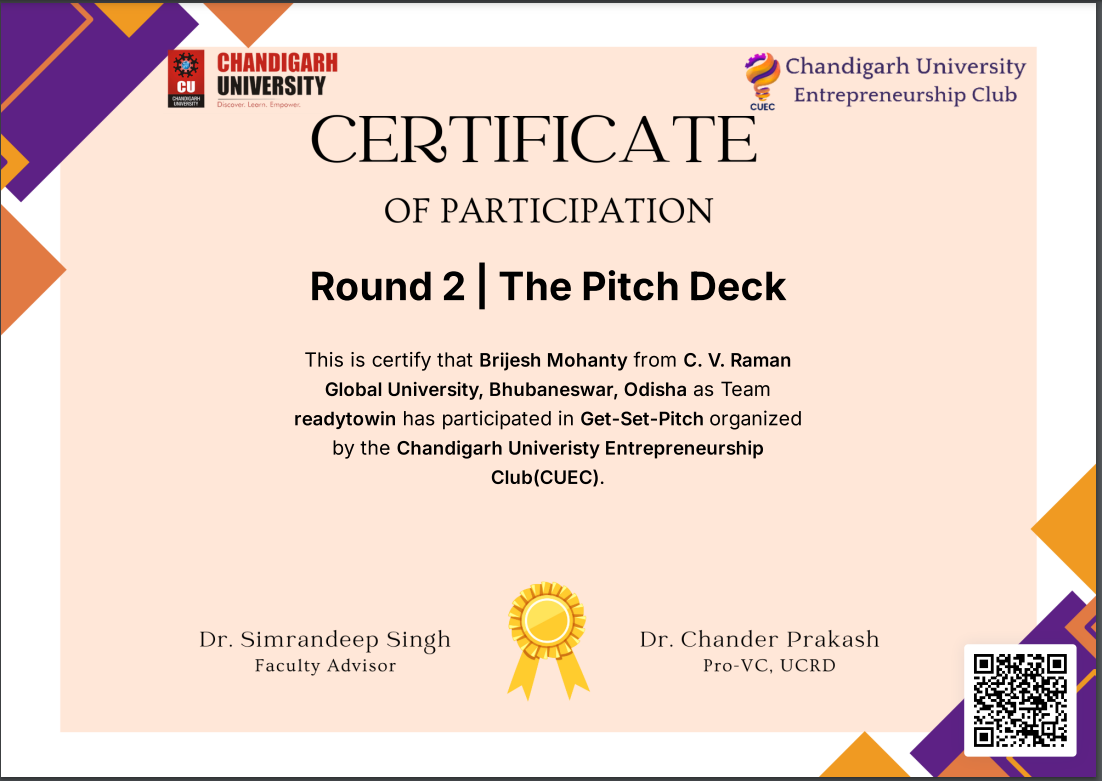 CU
CHANDIGARH
UNIVERSITY
CHANDIGARH
UNIVERSITY
Discover. Learn. Empower.
CUEC
Chandigarh University
Entrepreneurship Club
CERTIFICATE
OF PARTICIPATION
Round 2 | The Pitch Deck
This is certify that Brijesh Mohanty from C. V. Raman
Global University, Bhubaneswar, Odisha as Team
readytowin has participated in Get-Set-Pitch organized
by the Chandigarh Univeristy Entrepreneurship
Club(CUEC).
Dr. Simrandeep Singh
Faculty Advisor
Dr. Chander Prakash
Pro-VC, UCRD